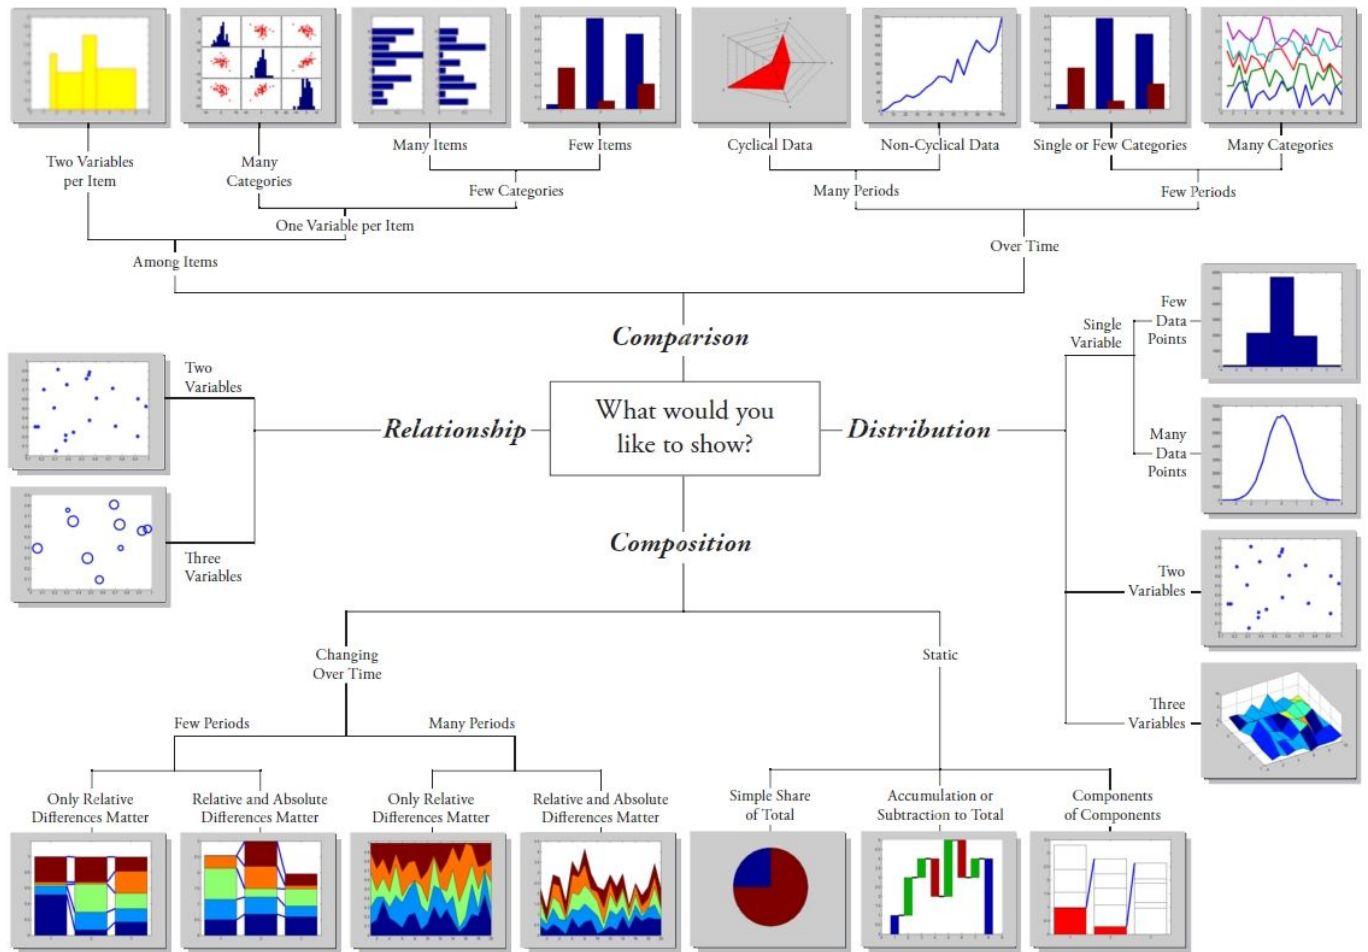 Two Variables
per Item
Many
Categories
Many Items
Few Items
Cyclical Data
Non-Cyclical Data
Single or Few Categories
Many Categories
Few Categories
Many Periods
Few Periods
One Variable per Item
Among Items
Over Time
Comparison
Few
Data
Points
Single
Variable
Two
Variables
What would you
like to show?
Relationship
Distribution
Many
Data
Points
Composition
Three
Variables
Two
Variables
Changing
Over Time
Static
Three
Variables
Few Periods
Many Periods
Only Relative
Differences Matter
Relative and Absolute
Differences Matter
Only Relative
Differences Matter
Relative and Absolute
Differences Matter
Simple Share
of Total
Accumulation or
Subtraction to Total
Components
of Components